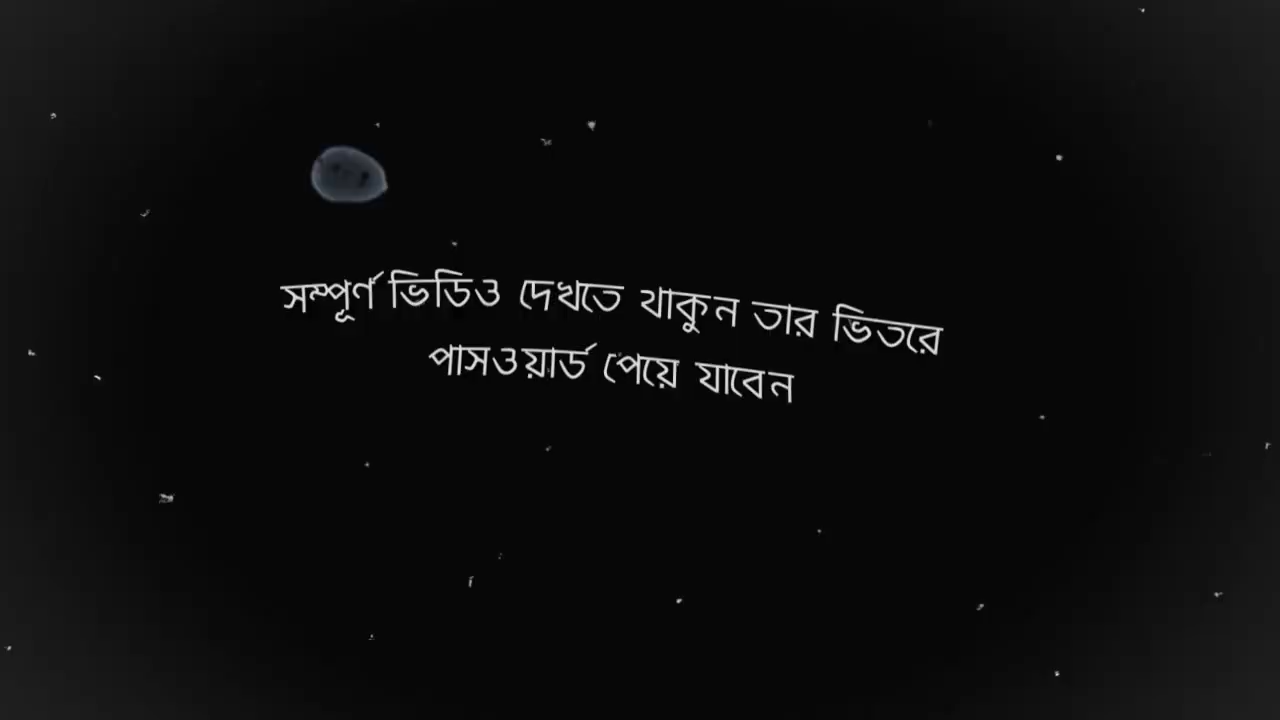 সম্পূর্ণ ভিডিও দেখতে থাকুন তার ভিতরে
পাসওয়ার্ড পেয়ে যাবেন